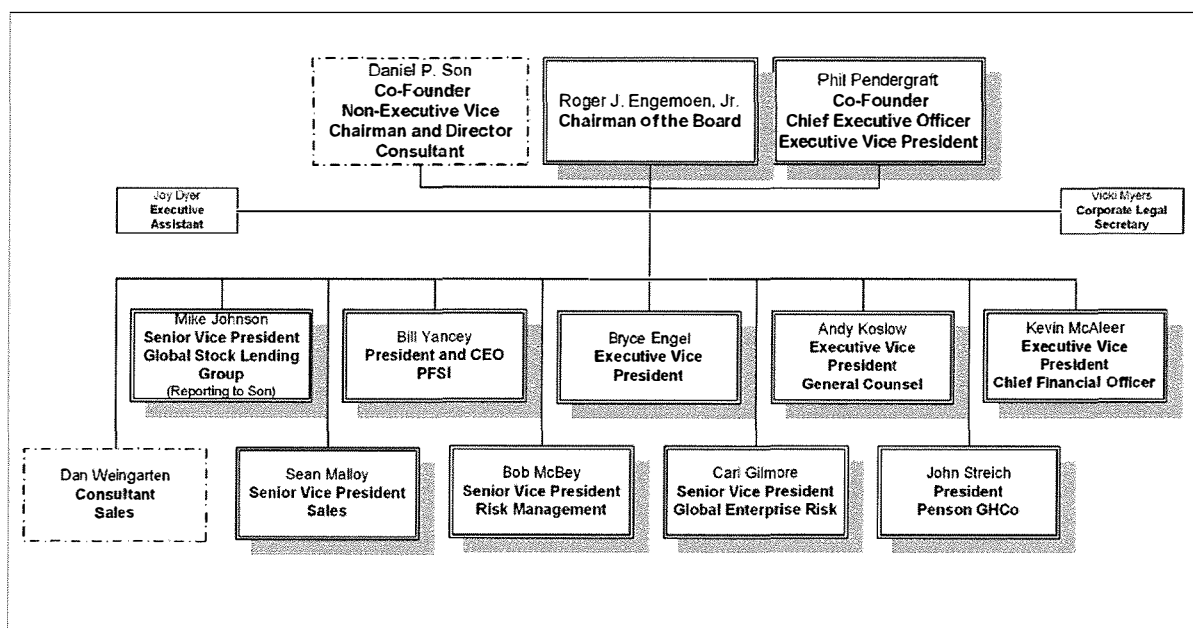 Daniel P. Son
Co-Founder
Non-Executive Vice
Chairman and Director
Consultant
Roger J. Engemoen, Jr.
Chairman of the Board
Phil Pendergraft
Co-Founder
Chief Executive Officer
Executive Vice President
Joy Dyer
Executive
Assistant
Vicki Myers
Corporate Legal
Secretary
Mike Johnson
Senior Vice President
Global Stock Lending
Group
(Reporting to Son)
Bill Yancey
President and CEO
PFSI
Bryce Engel
Executive Vice
President
Andy Koslow
Executive Vice
President
General Counsel
Kevin McAleer
Executive Vice
President
Chief Financial Officer
Dan Weingarten
Consultant
Sales
Sean Malloy
Senior Vice President
Sales
Bob McBey
Senior Vice President
Risk Management
Carl Gilmore
Senior Vice President
Global Enterprise Risk
John Streich
President
Penson GHCo